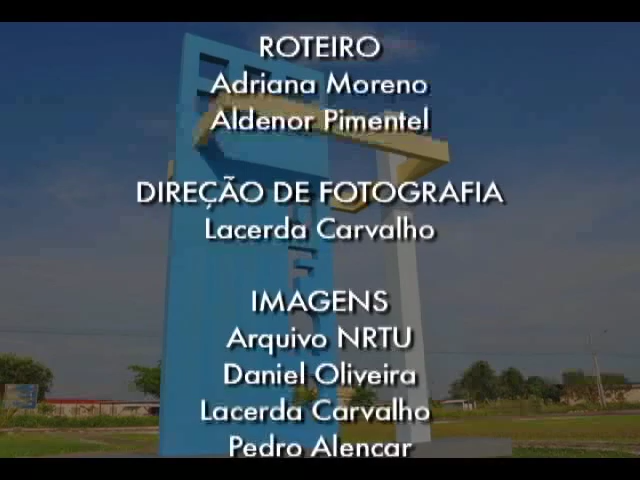 ROTEIRO
Adriana Moreno
Aldenor Pimentel
DIREÇÃO DE FOTOGRAFIA
Lacerda Carvalho
IMAGENS
Arquivo NRTU
Daniel Oliveira
Lacerda Carvalho
Pedro Alencar